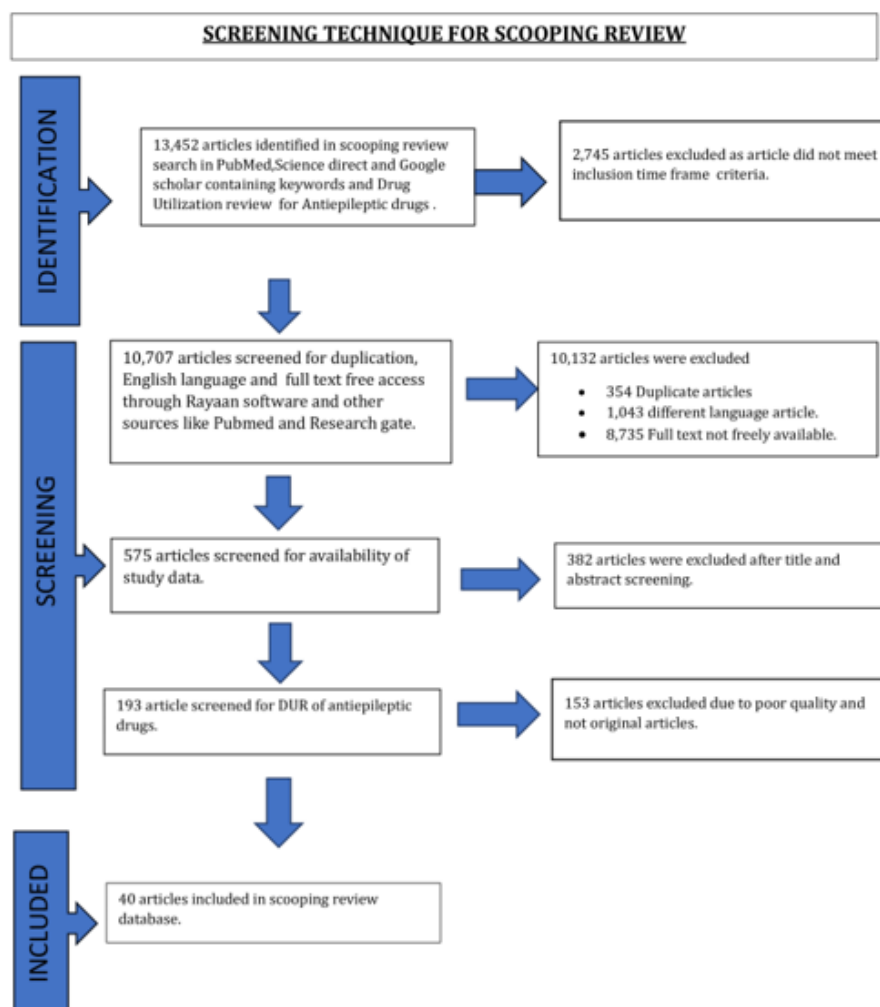 SCREENING TECHNIQUE FOR SCOOPING REVIEW
IDENTIFICATION
13,452 articles identified in scooping review
search in PubMed,Science direct and Google
scholar containing keywords and Drug
Utilization review for Antiepileptic drugs .
2,745 articles excluded as article did not meet
inclusion time frame criteria.
SCREENING
10,707 articles screened for duplication,
English language and full text free access
through Rayaan software and other
sources like Pubmed and Research gate.
10,132 articles were excluded
• 354 Duplicate articles
• 1,043 different language article.
• 8,735 Full text not freely available.
575 articles screened for availability of
study data.
382 articles were excluded after title and
abstract screening.
193 article screened for DUR of antiepileptic
drugs.
153 articles excluded due to poor quality and
not original articles.
INCLUDED
40 articles included in scooping review
database.